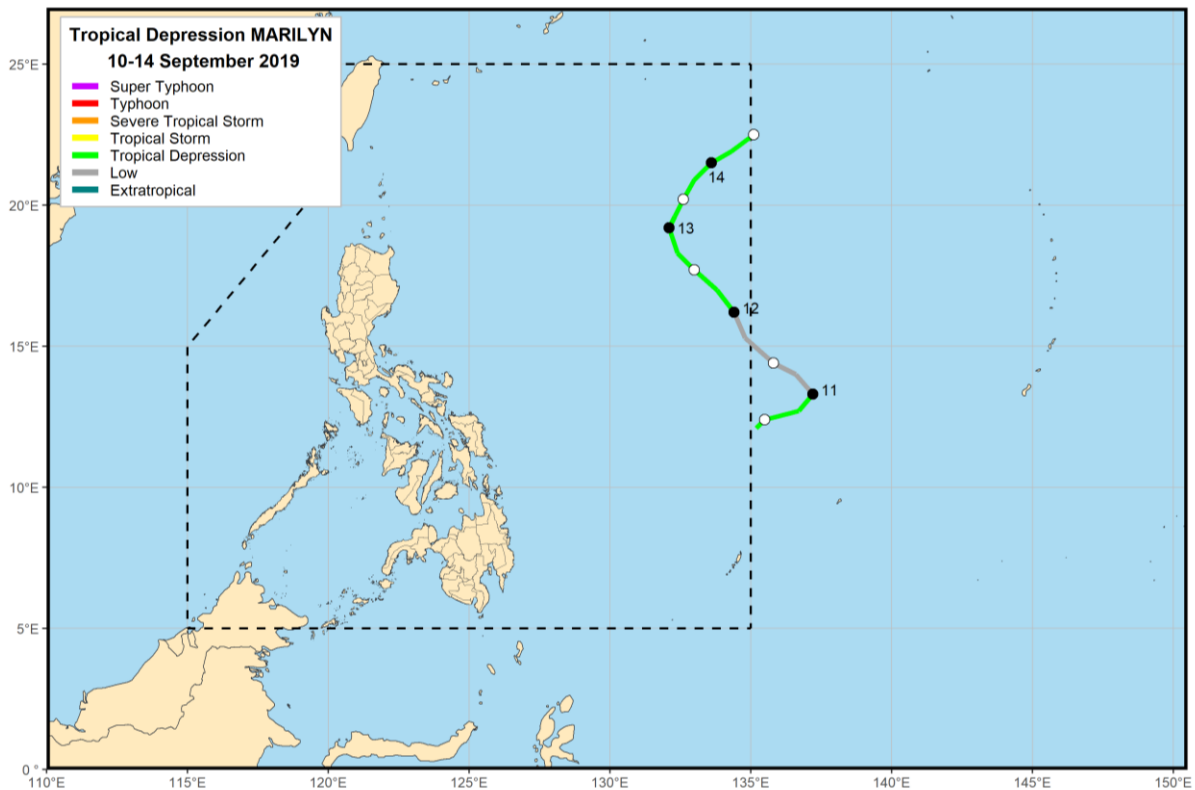 Tropical Depression MARILYN
10-14 September 2019
Super Typhoon
Typhoon
Severe Tropical Storm
Tropical Storm
Tropical Depression
Low
Extratropical
25°E
14
20°E
13
12
15°E
11
10°E
5°E
0°
110°E 115°E 120°E 125°E 130°E 135°E 140°E 145°E 150°E